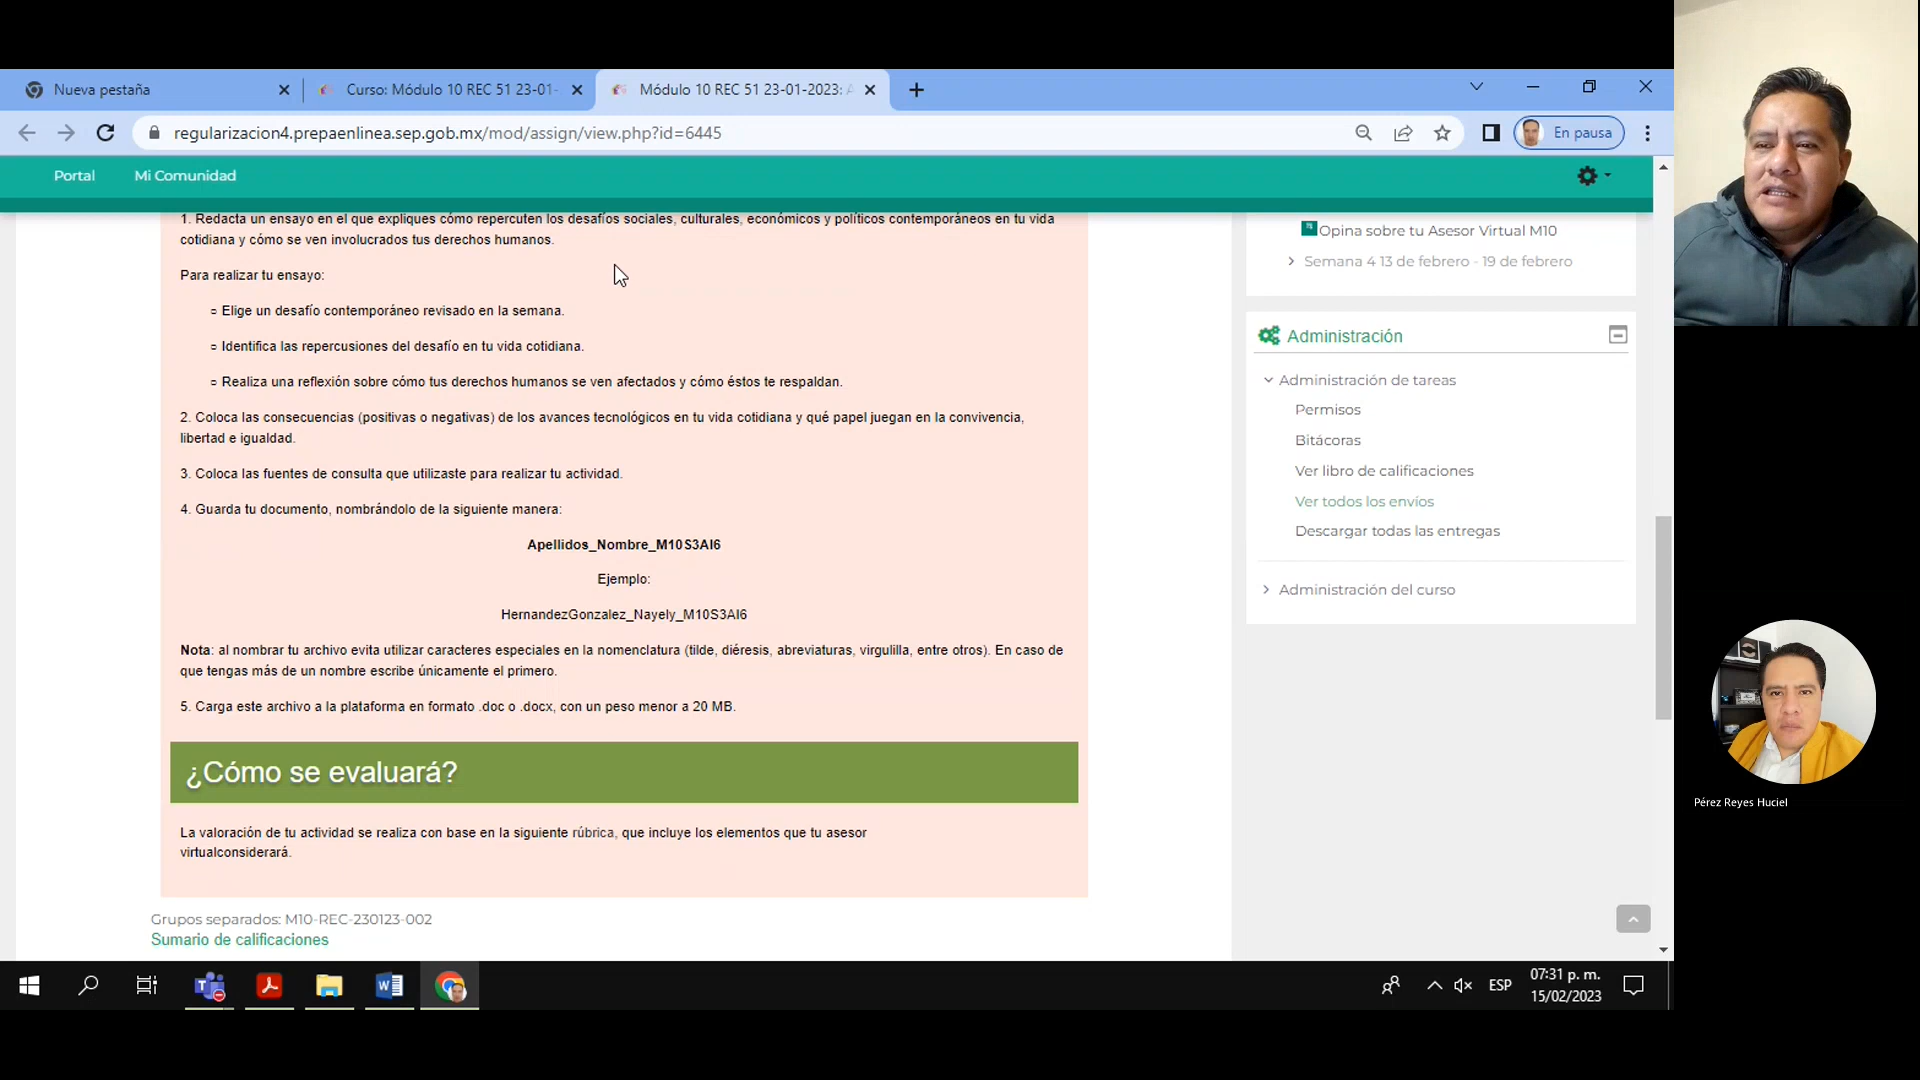 Nueva pestaña
Curso: Módulo 10 REC 51 23-01-
Módulo 10 REC 51 23-01-2023: A
regularizacion4.prepaenlinea.sep.gob.mx/mod/assign/view.php?id=6445
En pausa
Portal
Mi Comunidad
1. Redacta un ensayo en el que expliques cómo repercuten los desafíos sociales, culturales, económicos y políticos contemporáneos en tu vida
cotidiana y cómo se ven involucrados tus derechos humanos.
Para realizar tu ensayo:
Elige un desafío contemporáneo revisado en la semana.
Identifica las repercusiones del desafío en tu vida cotidiana.
Realiza una reflexión sobre cómo tus derechos humanos se ven afectados y cómo éstos te respaldan.
2. Coloca las consecuencias (positivas o negativas) de los avances tecnológicos en tu vida cotidiana y qué papel juegan en la convivencia,
libertad e igualdad.
3. Coloca las fuentes de consulta que utilizaste para realizar tu actividad.
4. Guarda tu documento, nombrándolo de la siguiente manera:
Apellidos_Nombre_M10S3AI6
Ejemplo:
HernandezGonzalez_Nayely_M10S3AI6
Nota: al nombrar tu archivo evita utilizar caracteres especiales en la nomenclatura (tilde, diéresis, abreviaturas, virgulilla, entre otros). En caso de
que tengas más de un nombre escribe únicamente el primero.
5. Carga este archivo a la plataforma en formato .doc o .docx, con un peso menor a 20 MB.
¿Cómo se evaluará?
La valoración de tu actividad se realiza con base en la siguiente rúbrica, que incluye los elementos que tu asesor
virtualconsiderará.
Grupos separados: M10-REC-230123-002
Sumario de calificaciones
Opina sobre tu Asesor Virtual M10
Semana 4 13 de febrero - 19 de febrero
Administración
Administración de tareas
Permisos
Bitácoras
Ver libro de calificaciones
Ver todos los envíos
Descargar todas las entregas
Administración del curso
Pérez Reyes Huciel
ESP
07:31 p. m.
15/02/2023